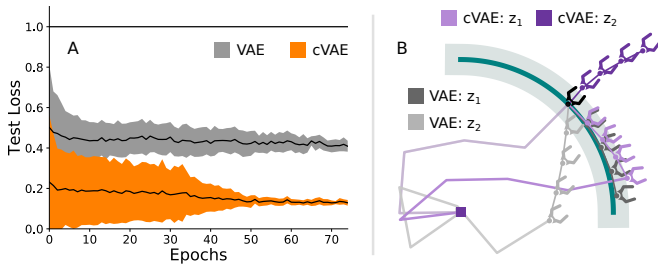 A
VAE
cVAE
Test Loss
1.0
0.8
0.6
0.4
0.2
0.0
0
10
20
30
40
50
60
70
Epochs
B
cVAE: z₁
cVAE: z₂
VAE: z₁
VAE: z₂